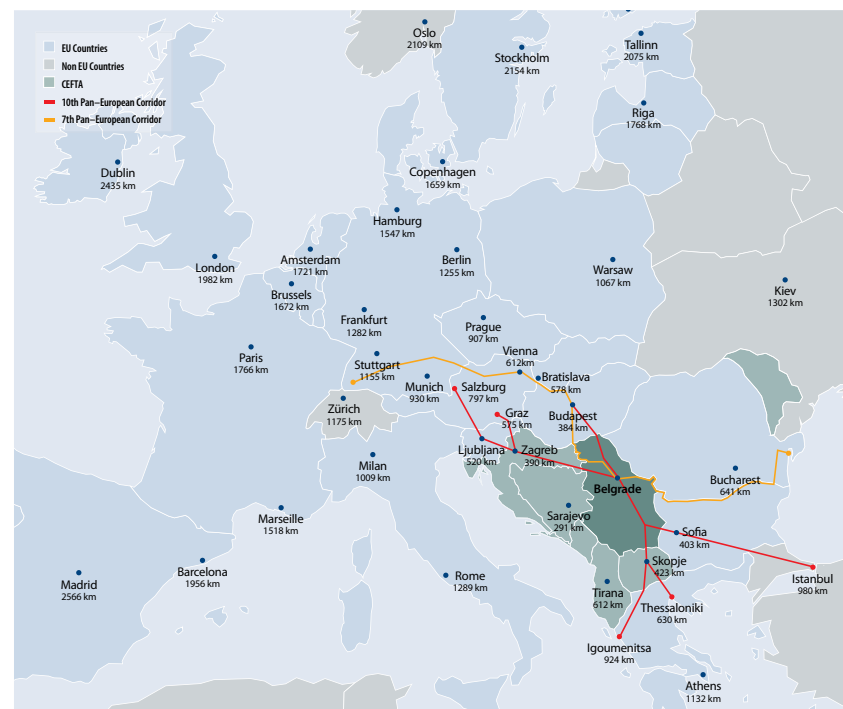 EU Countries
Non EU Countries
CEFTA
10th Pan–European Corridor
7th Pan–European Corridor
Oslo
2109 km
Stockholm
2154 km
Tallinn
2075 km
Riga
1768 km
Dublin
2435 km
Copenhagen
1659 km
Hamburg
1547 km
London
1982 km
Amsterdam
1721 km
Berlin
1255 km
Warsaw
1067 km
Brussels
1672 km
Kiev
1302 km
Frankfurt
1282 km
Prague
907 km
Paris
1766 km
Stuttgart
1155 km
Vienna
612km
Bratislava
578 km
Munich
930 km
Salzburg
797 km
Zürich
1175 km
Graz
575 km
Budapest
384 km
Ljubljana
520 km
Zagreb
390 km
Milan
1009 km
Belgrade
Bucharest
641 km
Marseille
1518 km
Sarajevo
291 km
Sofia
403 km
Madrid
2566 km
Barcelona
1956 km
Rome
1289 km
Skopje
423 km
Tirana
612 km
Istanbul
980 km
Thessaloniki
630 km
Igoumenitsa
924 km
Athens
1132 km